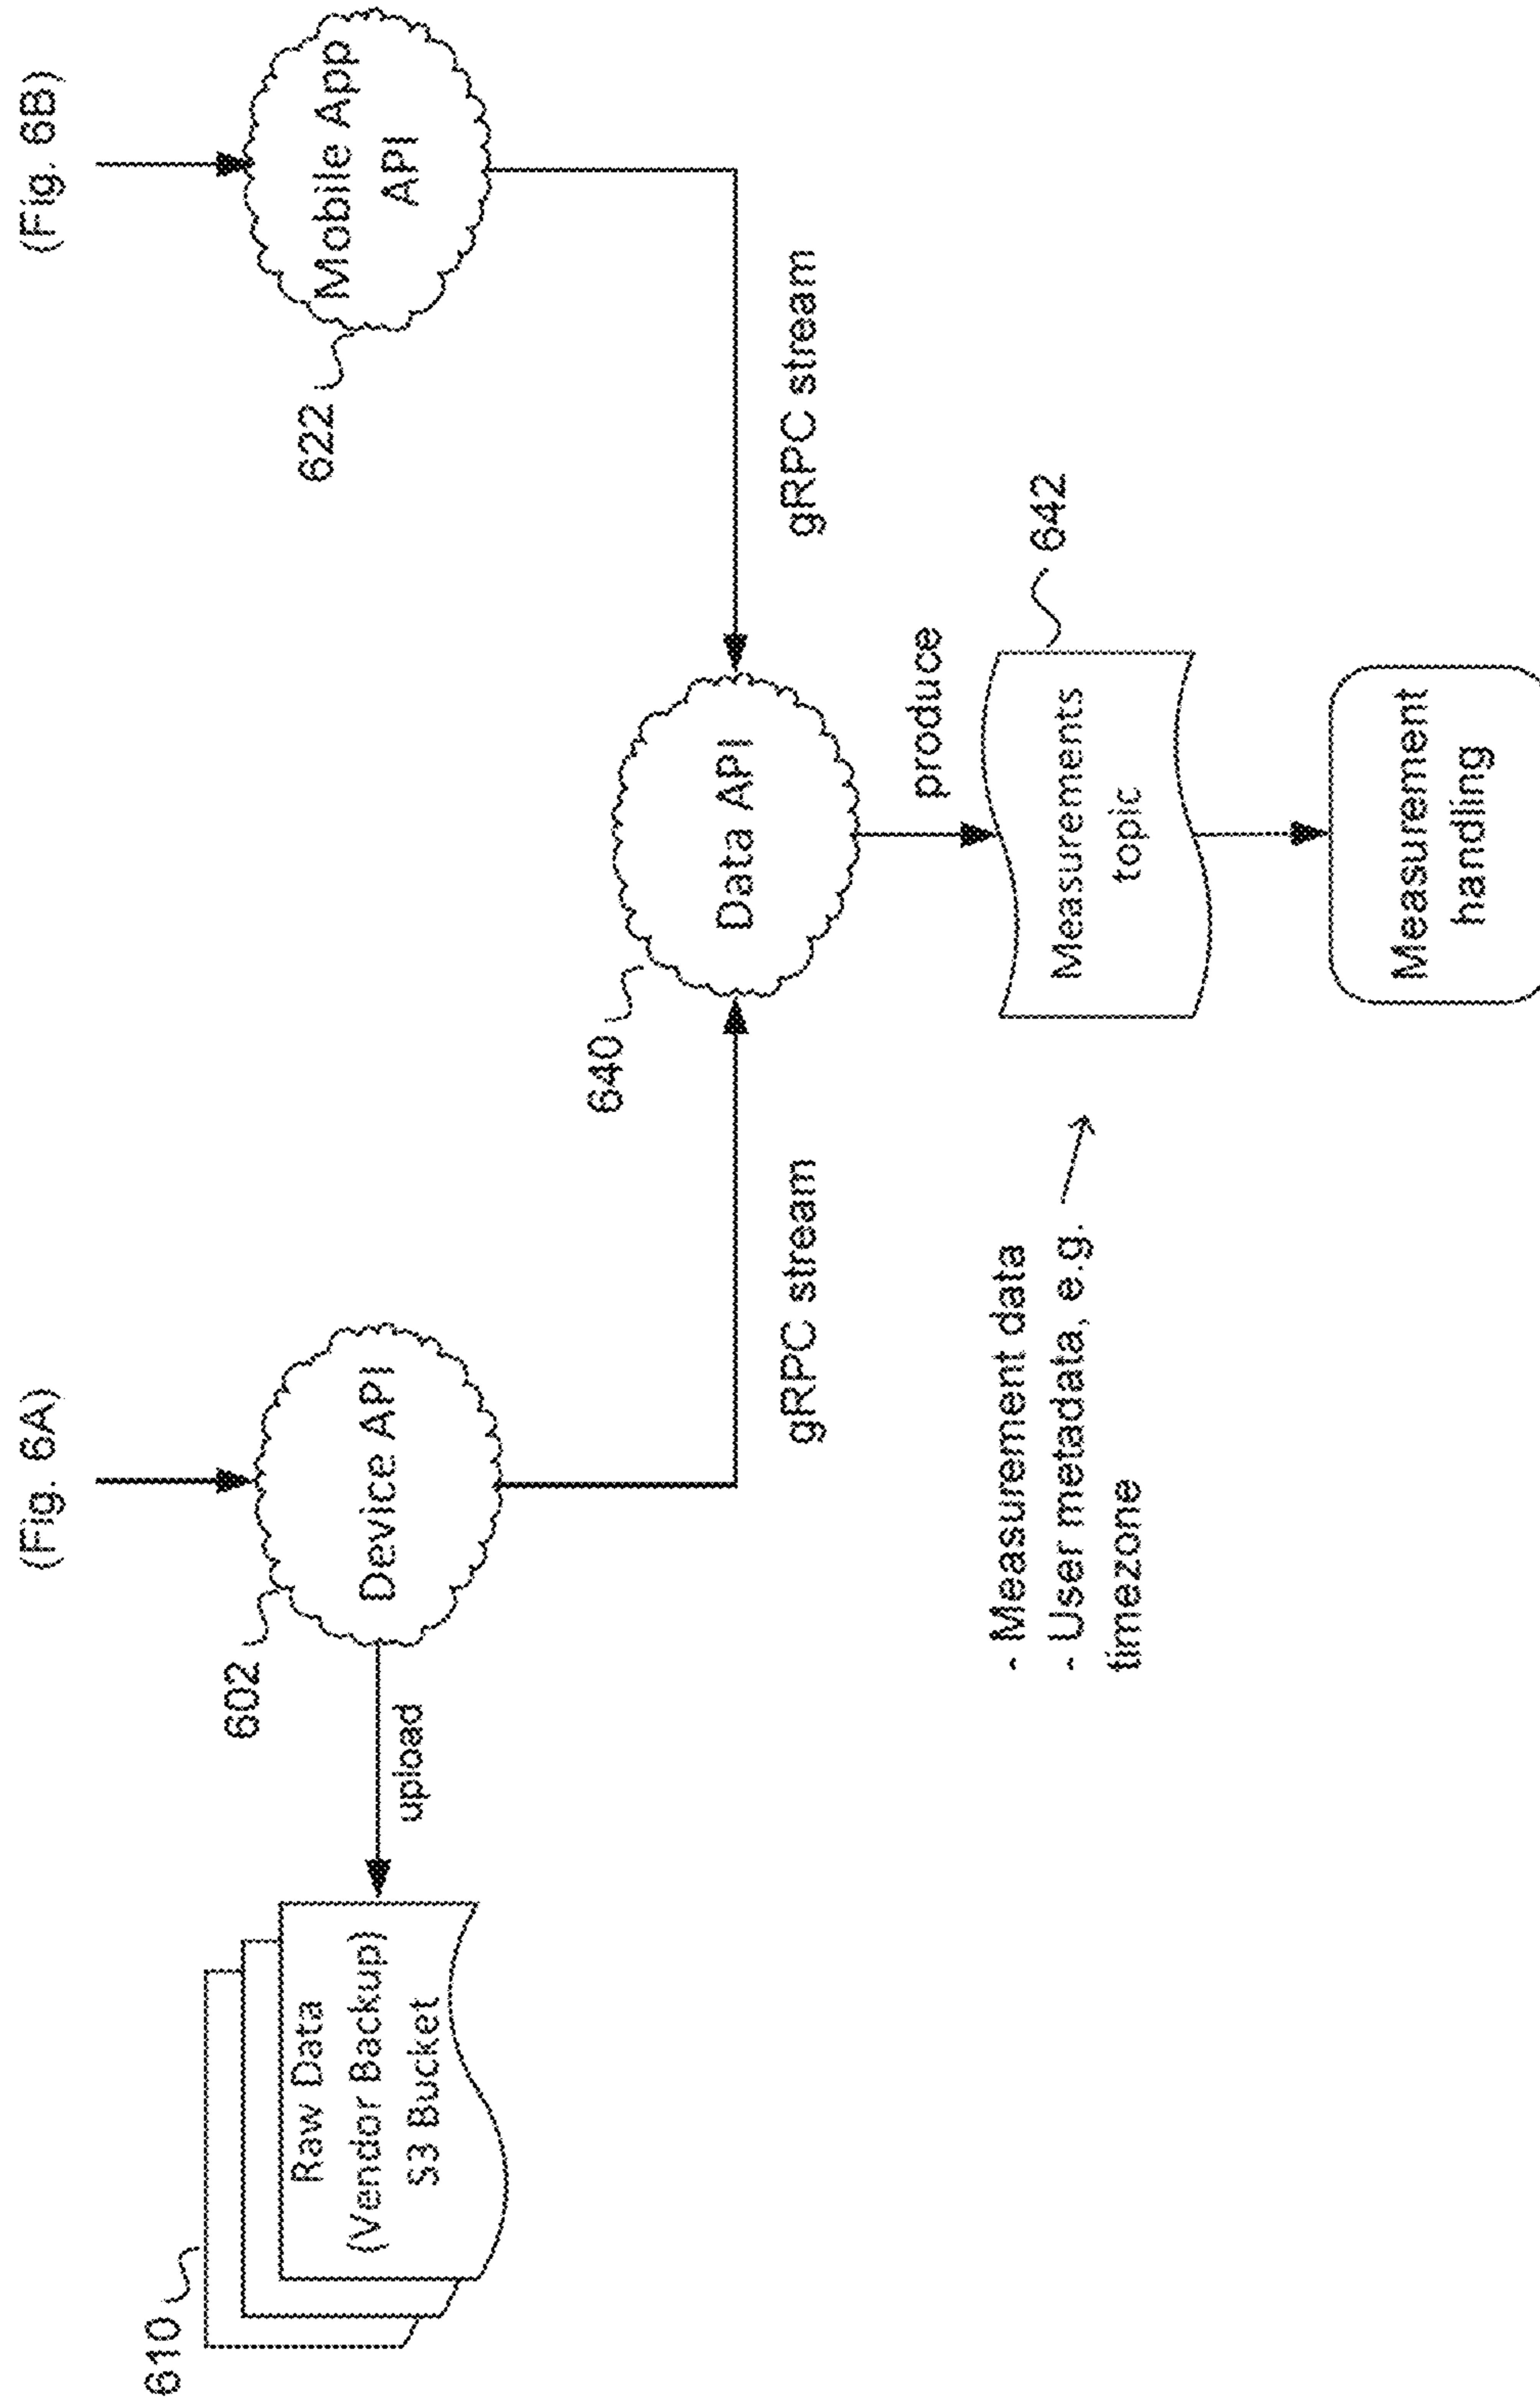 (Fig. 6A)
(Fig. 6B)
610
602
622
Raw Data
(Vendor Backup)
S3 Bucket
upload
Device API
Mobile App
API
640
Data API
gRPC stream
gRPC stream
produce
- Measurement data
- User metadata, e.g.
timezone
Measurements
topic
642
Measurement
handling